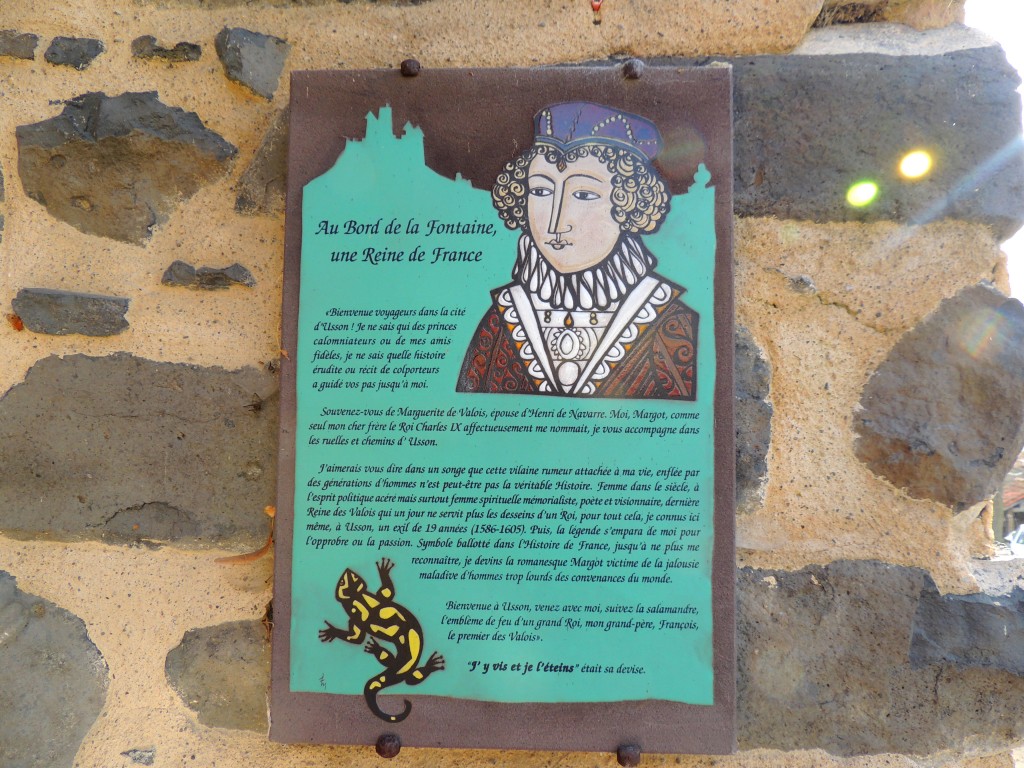 Au Bord de la Fontaine,
une Reine de France
«Bienvenue voyageurs dans la cité
d'Usson ! Je ne sais qui des princes
calomniateurs ou de mes amis
fidèles, je ne sais quelle histoire
érudite ou récit de colporteurs
a guidé vos pas jusqu'à moi.
Souvenez-vous de Marguerite de Valois, épouse d'Henri de Navarre. Moi, Margot, comme
seul mon cher frère le Roi Charles IX affectueusement me nommait, je vous accompagne dans
les ruelles et chemins d' Usson.
J'aimerais vous dire dans un songe que cette vilaine rumeur attachée à ma vie, enflée par
des générations d'hommes n'est peut-être pas la véritable Histoire. Femme dans le siècle, à
l'esprit politique acéré mais surtout femme spirituelle mémorialiste, poète et visionnaire, dernière
Reine des Valois qui un jour ne servit plus les desseins d'un Roi, pour tout cela, je connus ici
même, à Usson, un exil de 19 années (1586-1605). Puis, la légende s'empara de moi pour
l'opprobre ou la passion. Symbole ballotté dans l'Histoire de France, jusqu'à ne plus me
reconnaître, je devins la romanesque Margot victime de la jalousie
maladive d'hommes trop lourds des convenances du monde.
Bienvenue à Usson, venez avec moi, suivez la salamandre,
l'emblème de feu d'un grand Roi, mon grand-père, François,
le premier des Valois».
"J' y vis et je l'éteins" était sa devise.